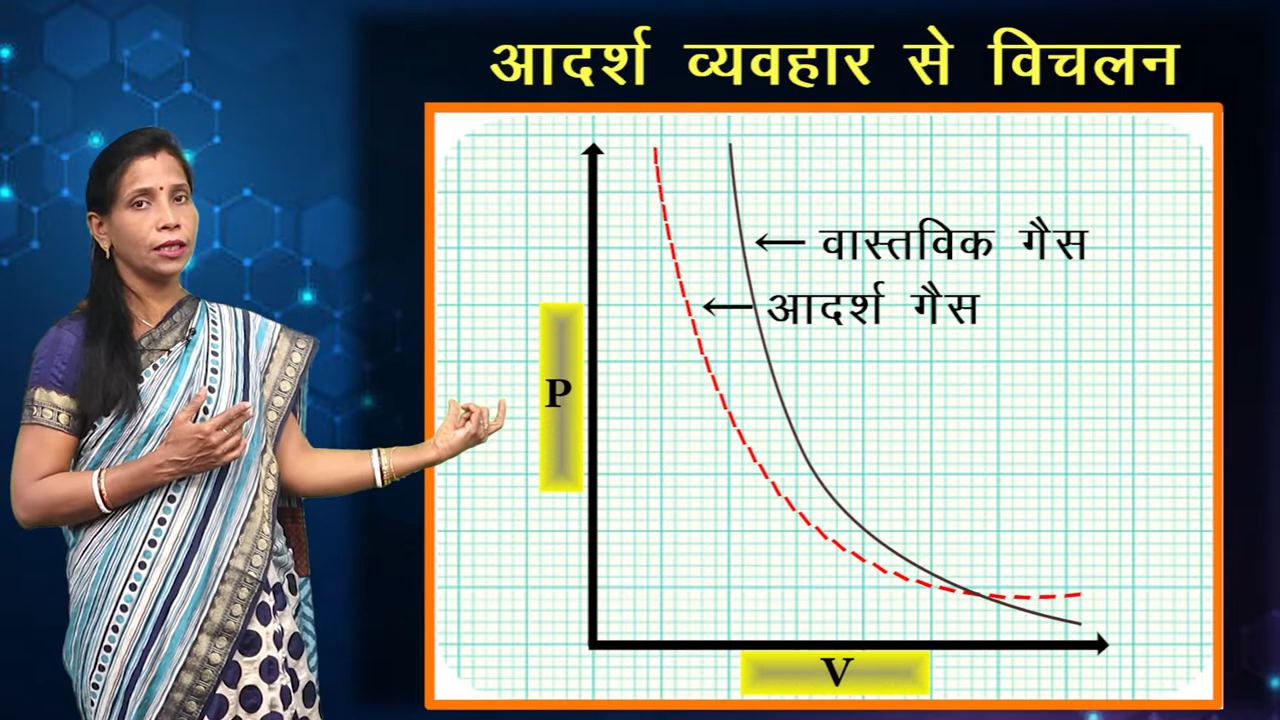 आदर्श व्यवहार से विचलन
← वास्तविक गैस
← आदर्श गैस
P
V